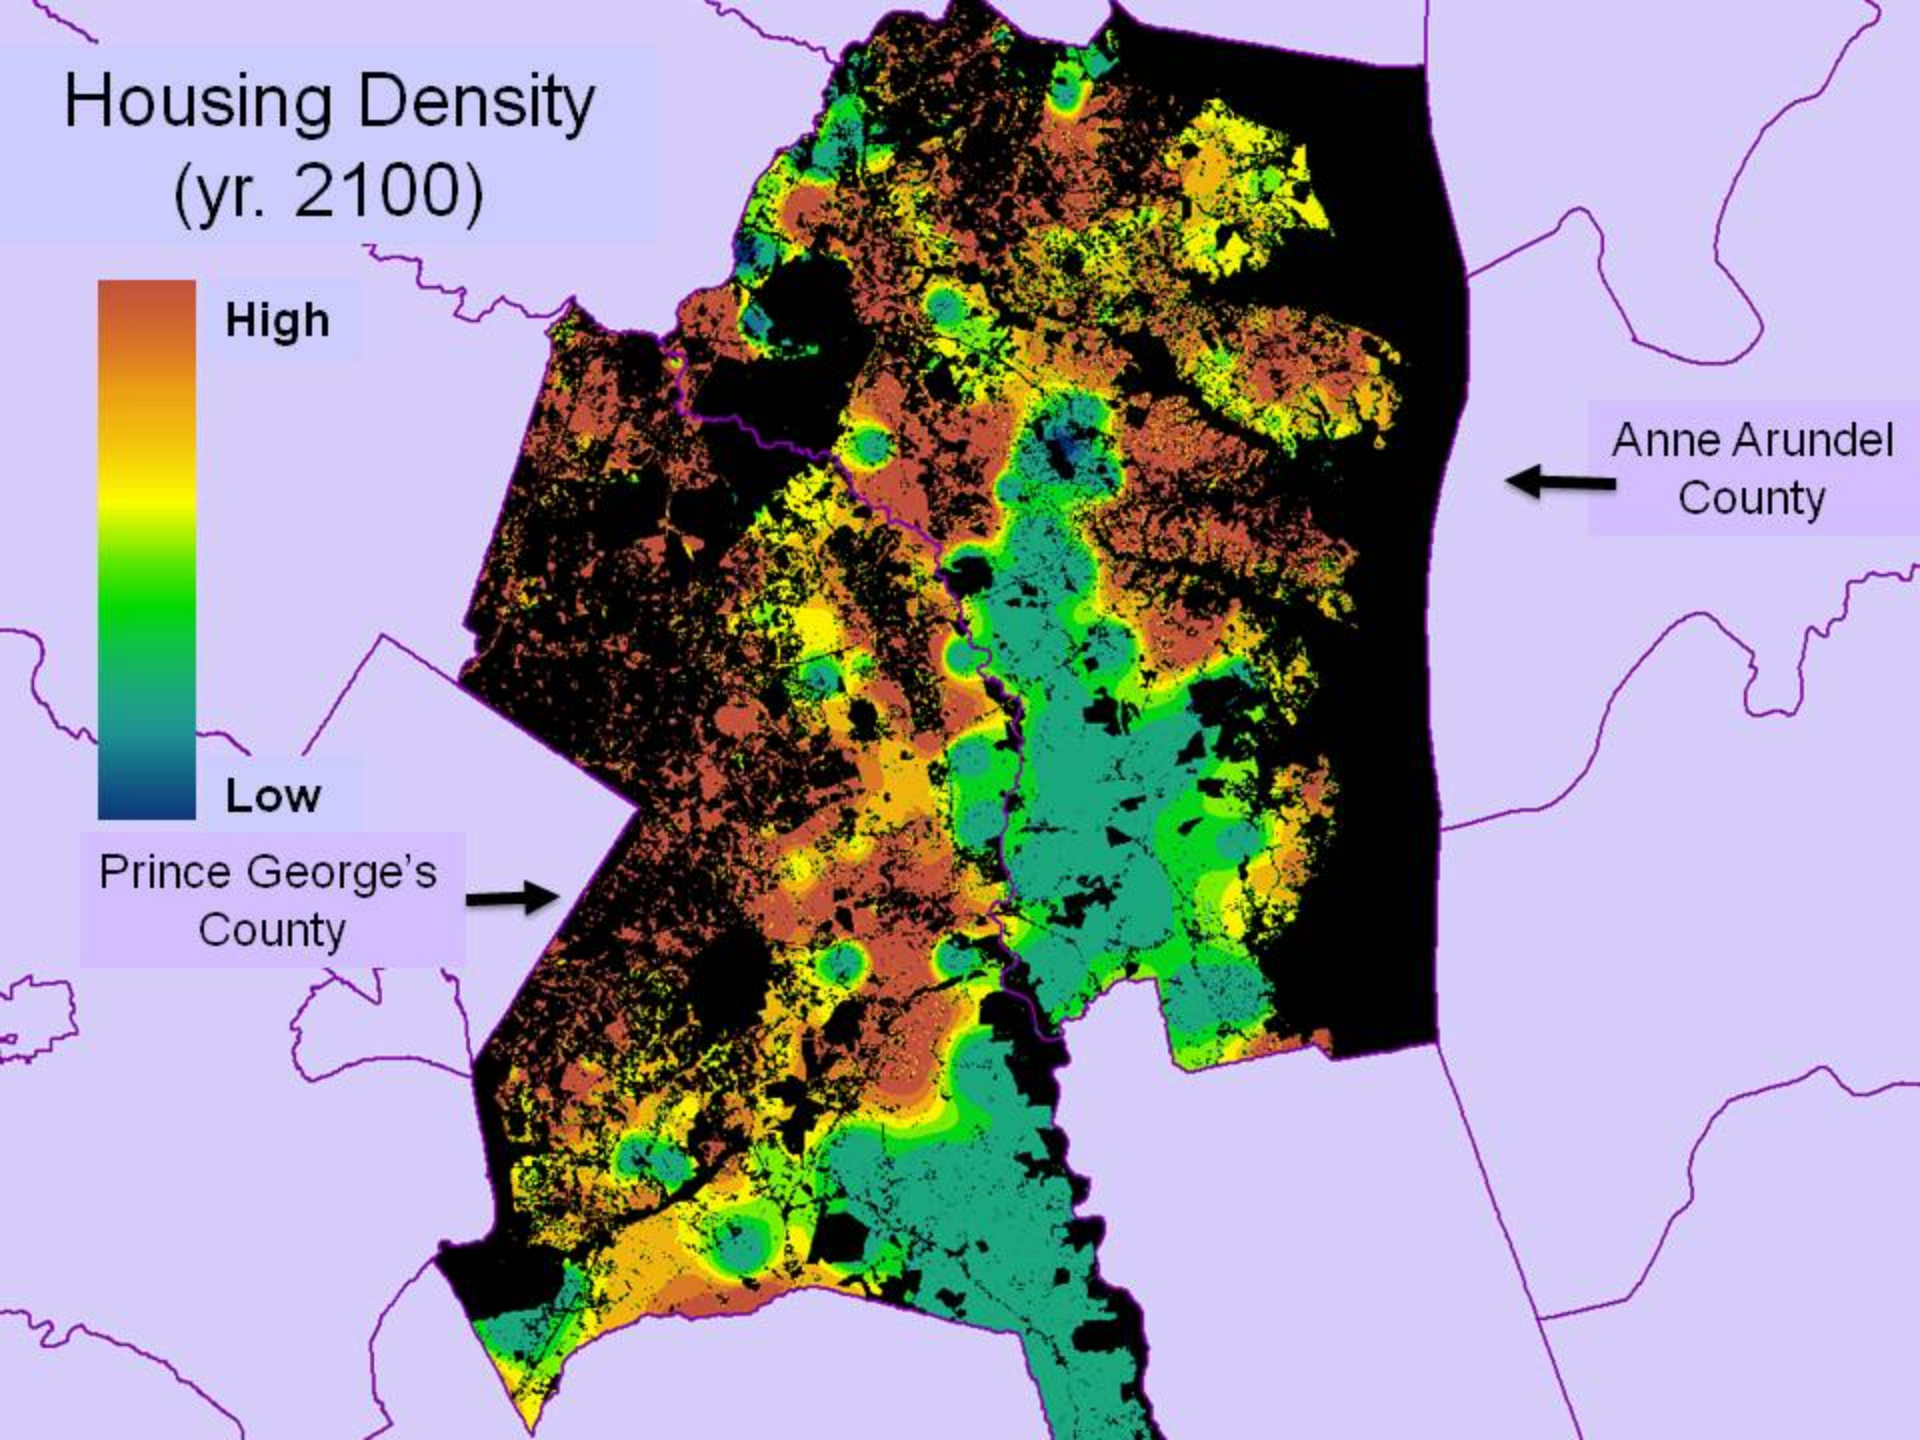 Housing Density
(yr. 2100)
High
Low
Anne Arundel
County
Prince George's
County